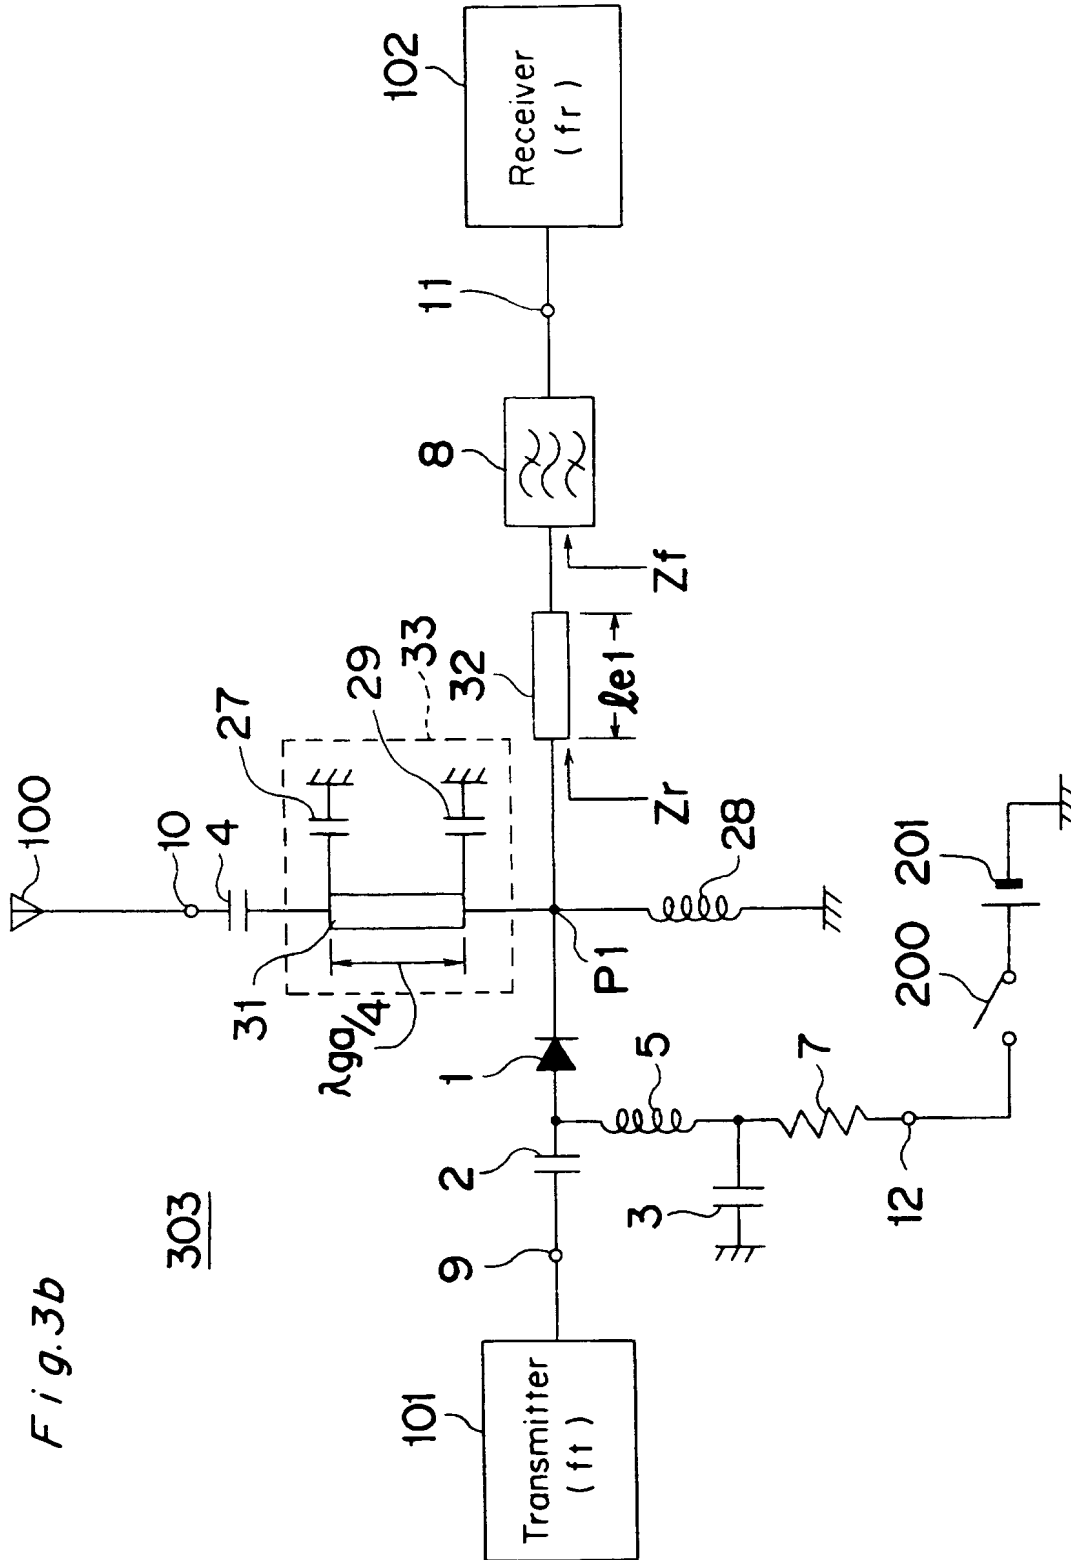 Fig.3b
303
100
10
4
27
29
33
31
λga/4
P1
28
Transmitter
(ft)
101
9
2
1
5
3
7
12
200
201
Zr
32
ℓe1
Zf
8
11
Receiver
(fr)
102